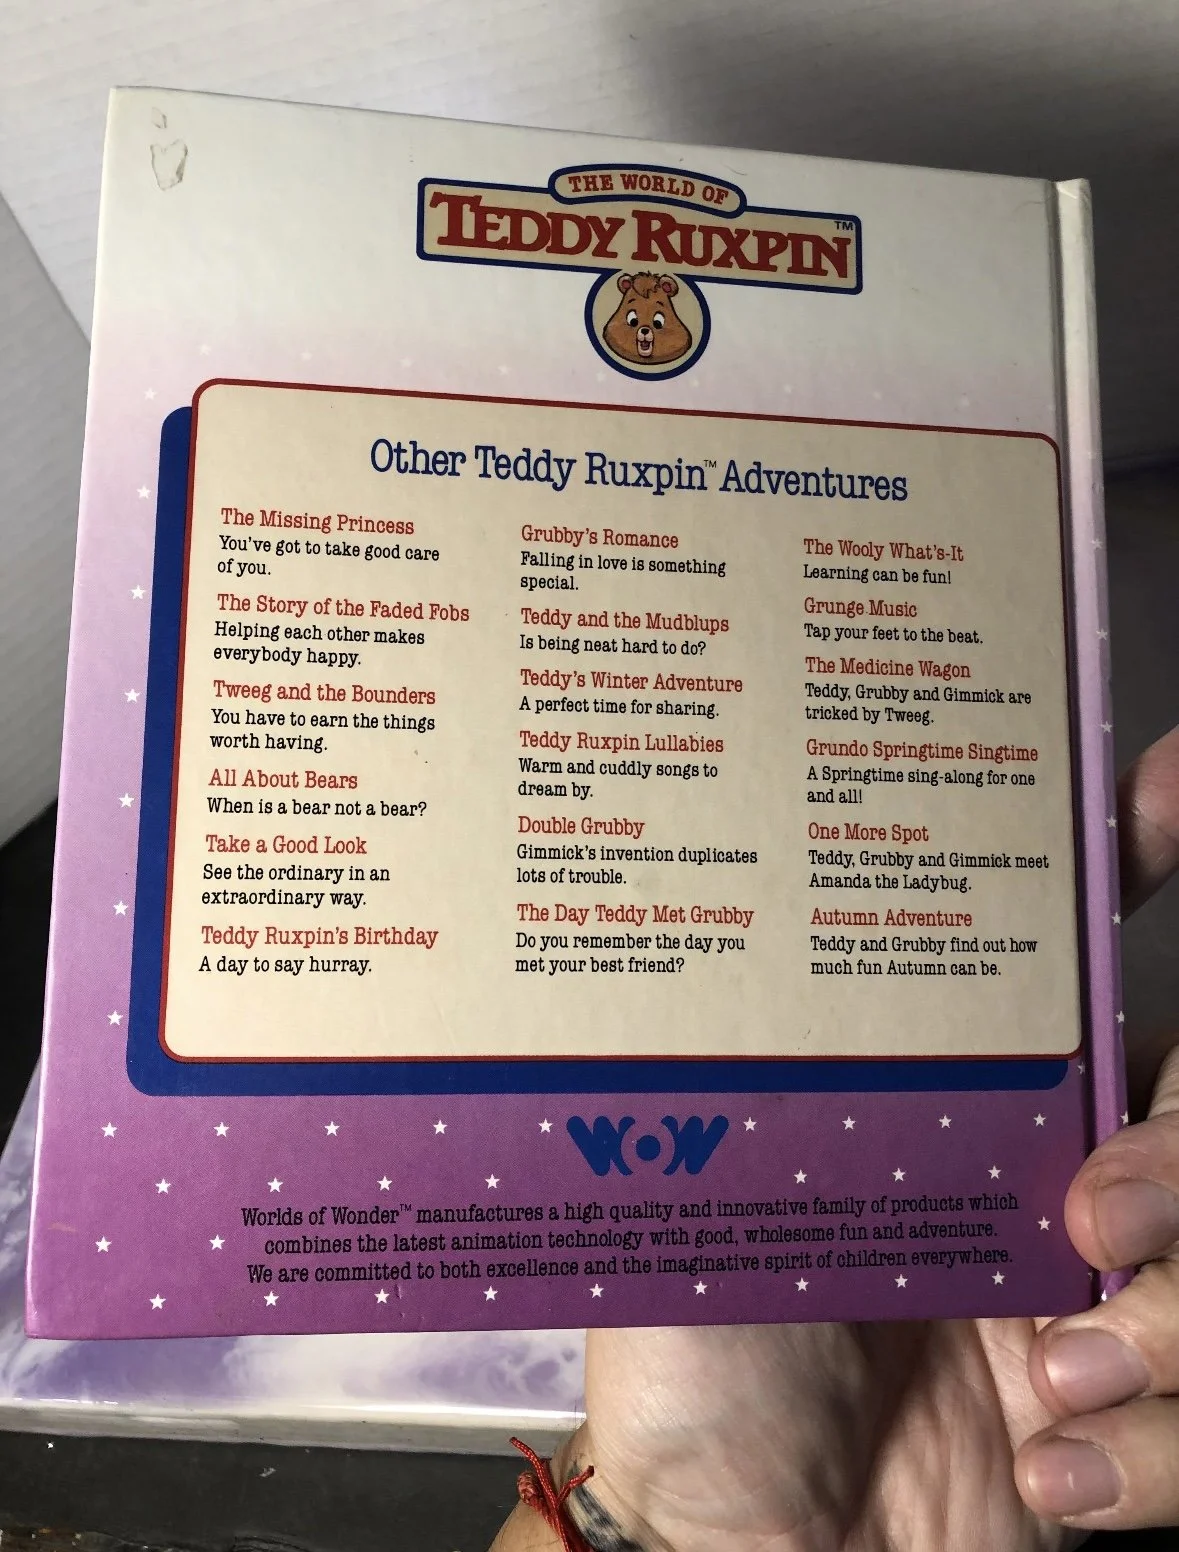 THE WORLD OF
TEDDY RUXPIN™
Other Teddy Ruxpin™ Adventures
The Missing Princess
You've got to take good care
of you.
The Story of the Faded Fobs
Helping each other makes
everybody happy.
Tweeg and the Bounders
You have to earn the things
worth having.
All About Bears
When is a bear not a bear?
Take a Good Look
See the ordinary in an
extraordinary way.
Teddy Ruxpin's Birthday
A day to say hurray.
Grubby's Romance
Falling in love is something
special.
Teddy and the Mudblups
Is being neat hard to do?
Teddy's Winter Adventure
A perfect time for sharing.
Teddy Ruxpin Lullabies
Warm and cuddly songs to
dream by.
Double Grubby
Gimmick's invention duplicates
lots of trouble.
The Day Teddy Met Grubby
Do you remember the day you
met your best friend?
The Wooly What's-It
Learning can be fun!
Grunge Music
Tap your feet to the beat.
The Medicine Wagon
Teddy, Grubby and Gimmick are
tricked by Tweeg.
Grundo Springtime Singtime
A Springtime sing-along for one
and all!
One More Spot
Teddy, Grubby and Gimmick meet
Amanda the Ladybug.
Autumn Adventure
Teddy and Grubby find out how
much fun Autumn can be.
WOW
Worlds of Wonder™ manufactures a high quality and innovative family of products which
combines the latest animation technology with good, wholesome fun and adventure.
We are committed to both excellence and the imaginative spirit of children everywhere.